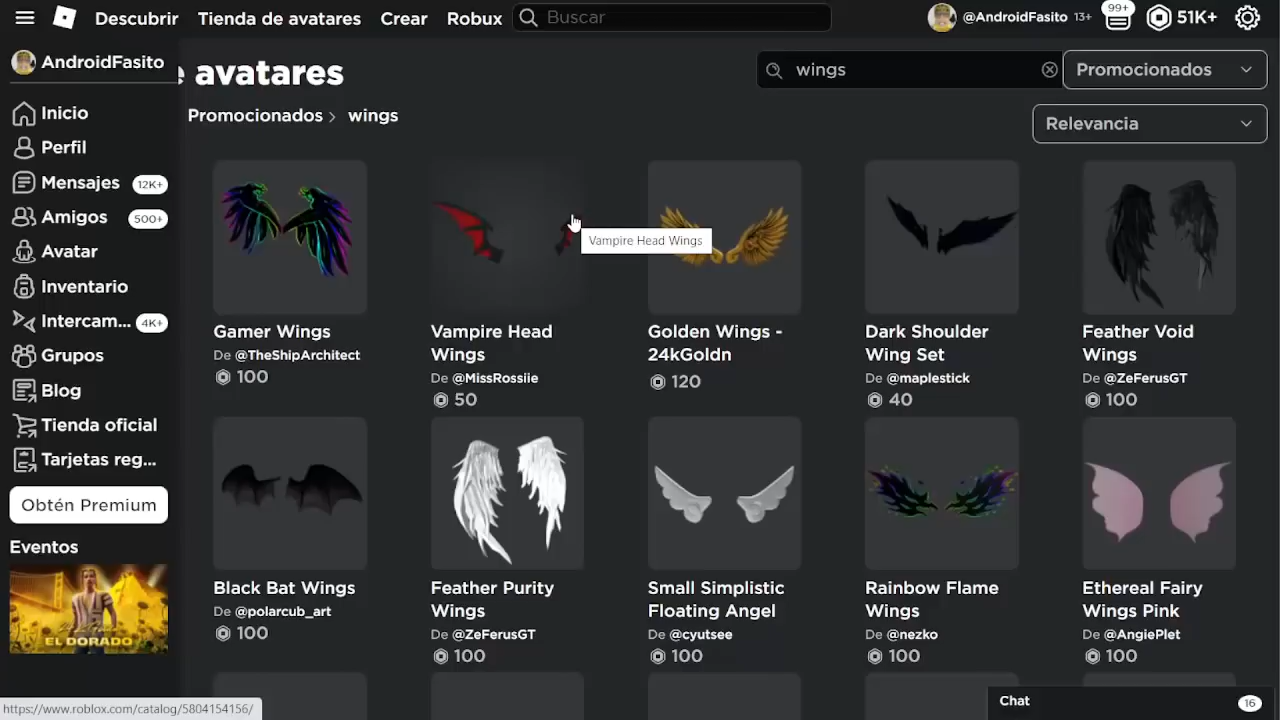 Descubrir
Tienda de avatares
Crear
Robux
Buscar
@AndroidFasito 13+
99+
51K+
AndroidFasito
e avatares
wings
Promocionados
Promocionados > wings
Relevancia
Inicio
Perfil
Mensajes 12K+
Amigos 500+
Avatar
Inventario
Intercam... 4K+
Grupos
Blog
Tienda oficial
Tarjetas reg...
Obtén Premium
Eventos
EL DORADO
Gamer Wings
De @TheShipArchitect
100
Vampire Head Wings
Vampire Head
Wings
De @MissRossiie
50
Golden Wings -
24kGoldn
120
Dark Shoulder
Wing Set
De @maplestick
40
Feather Void
Wings
De @ZeFerusGT
100
Black Bat Wings
De @polarcub_art
100
Feather Purity
Wings
De @ZeFerusGT
100
Small Simplistic
Floating Angel
De @cyutsee
100
Rainbow Flame
Wings
De @nezko
100
Ethereal Fairy
Wings Pink
De @AngiePlet
100
https://www.roblox.com/catalog/5804154156/
Chat
16